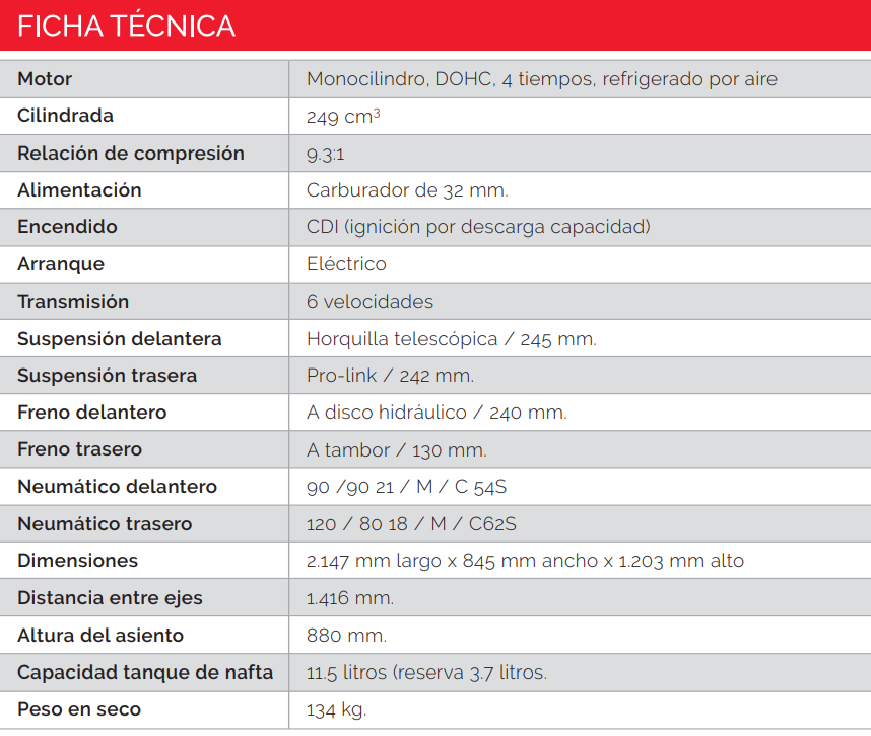 FICHA TÉCNICA
Motor Monocilindro, DOHC, 4 tiempos, refrigerado por aire
Cilindrada 249 cm³
Relación de compresión 9.3:1
Alimentación Carburador de 32 mm.
Encendido CDI (ignición por descarga capacidad)
Arranque Eléctrico
Transmisión 6 velocidades
Suspensión delantera Horquilla telescópica / 245 mm.
Suspensión trasera Pro-link / 242 mm.
Freno delantero A disco hidráulico / 240 mm.
Freno trasero A tambor / 130 mm.
Neumático delantero 90 /90 21 / M / C 54S
Neumático trasero 120 / 80 18 / M / C62S
Dimensiones 2.147 mm largo x 845 mm ancho x 1.203 mm alto
Distancia entre ejes 1.416 mm.
Altura del asiento 880 mm.
Capacidad tanque de nafta 11.5 litros (reserva 3.7 litros.
Peso en seco 134 kg.